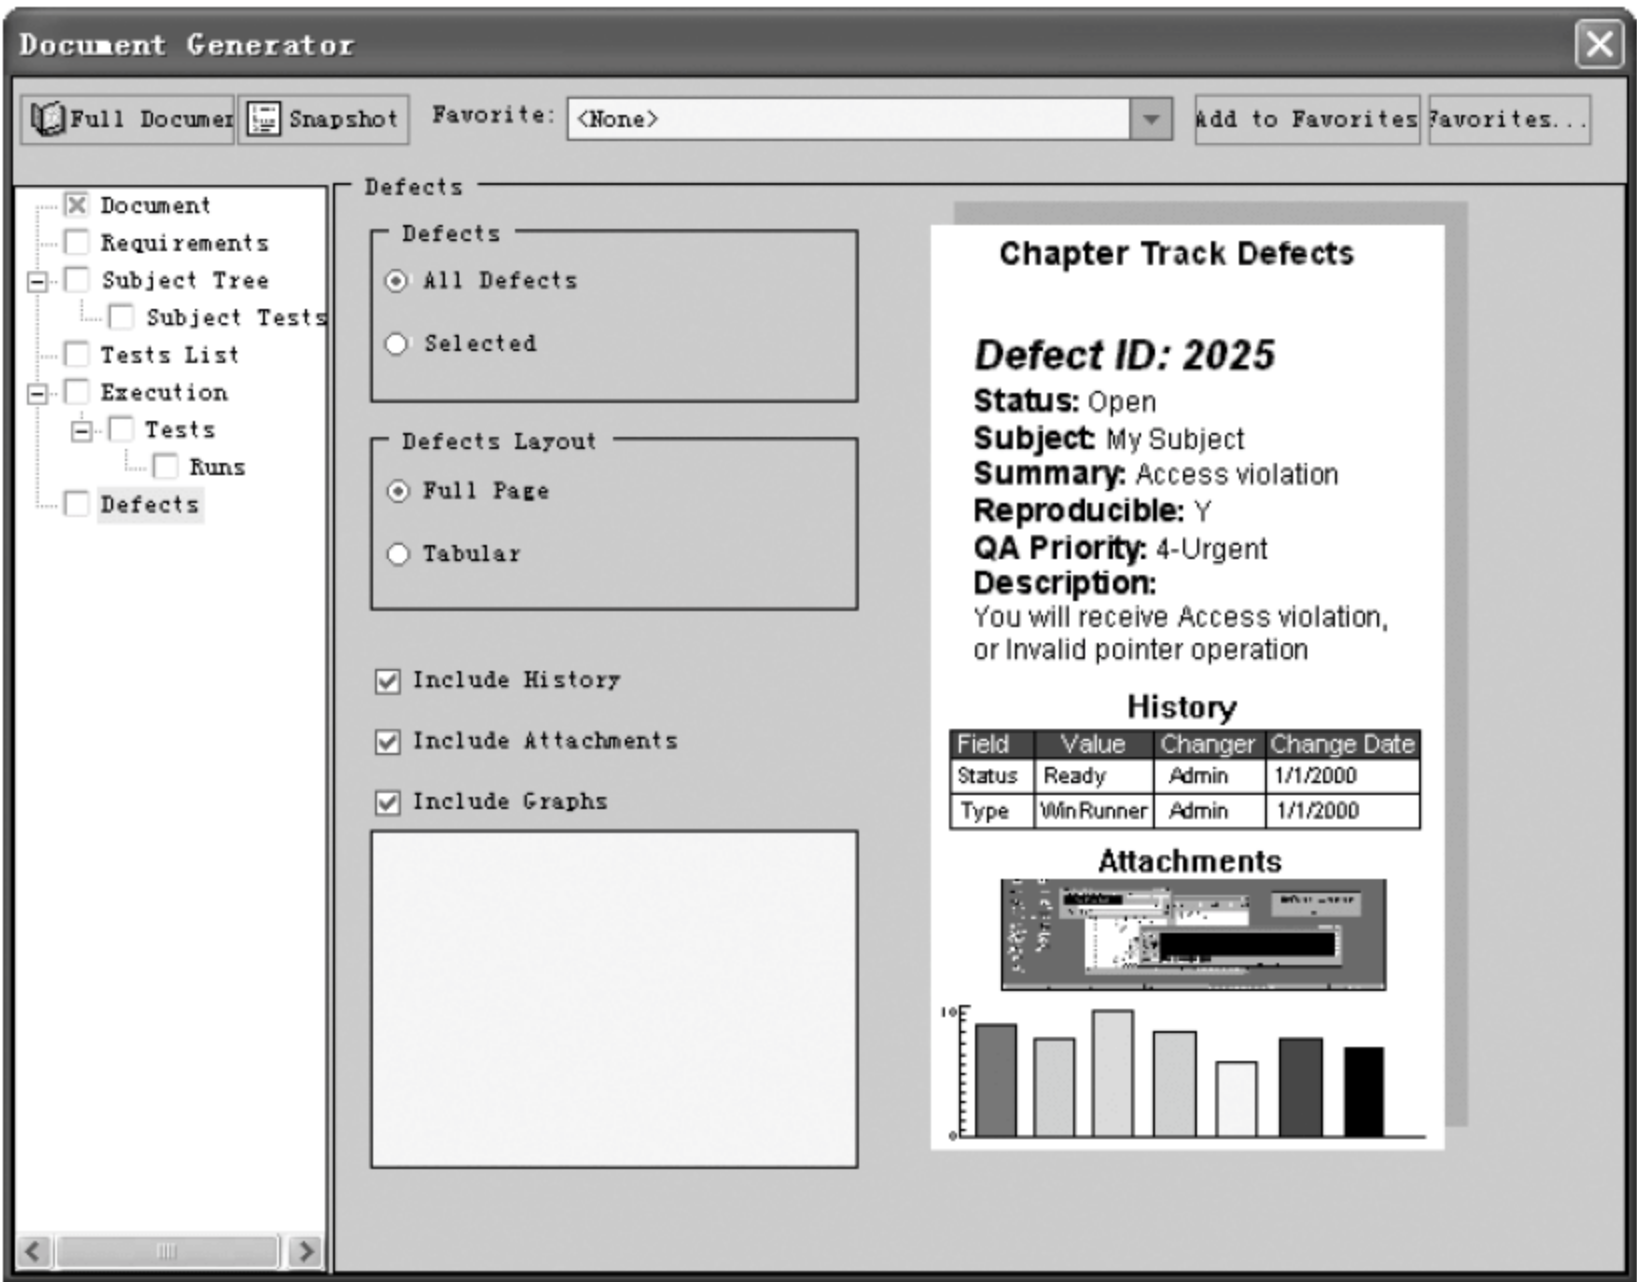 Document Generator
Full Documen
Snapshot
Favorite:
<None>
Add to Favorites
Favorites...
Document
Requirements
Subject Tree
Subject Tests
Tests List
Execution
Tests
Runs
Defects
Defects
Defects
All Defects
Selected
Defects Layout
Full Page
Tabular
Include History
Include Attachments
Include Graphs
Chapter Track Defects
Defect ID: 2025
Status: Open
Subject: My Subject
Summary: Access violation
Reproducible: Y
QA Priority: 4-Urgent
Description:
You will receive Access violation,
or Invalid pointer operation
History
Field Value Changer Change Date
Status Ready Admin 1/1/2000
Type WinRunner Admin 1/1/2000
Attachments
10
0